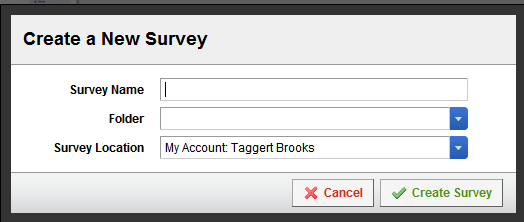 Create a New Survey
Survey Name
Folder
Survey Location My Account: Taggert Brooks
Cancel Create Survey